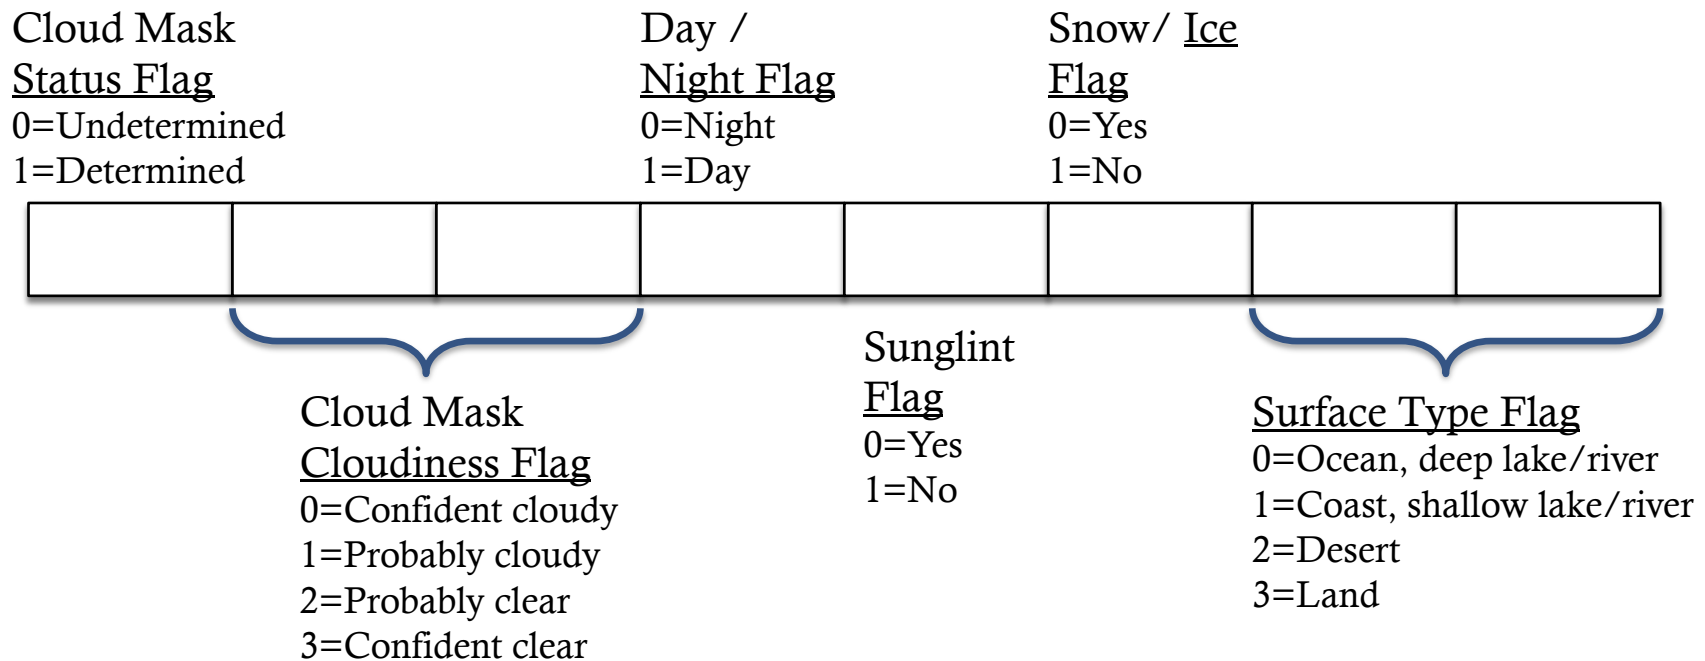 Cloud Mask
Status Flag
0=Undetermined
1=Determined
Day /
Night Flag
0=Night
1=Day
Snow/ Ice
Flag
0=Yes
1=No
Cloud Mask
Cloudiness Flag
0=Confident cloudy
1=Probably cloudy
2=Probably clear
3=Confident clear
Sunglint
Flag
0=Yes
1=No
Surface Type Flag
0=Ocean, deep lake/river
1=Coast, shallow lake/river
2=Desert
3=Land